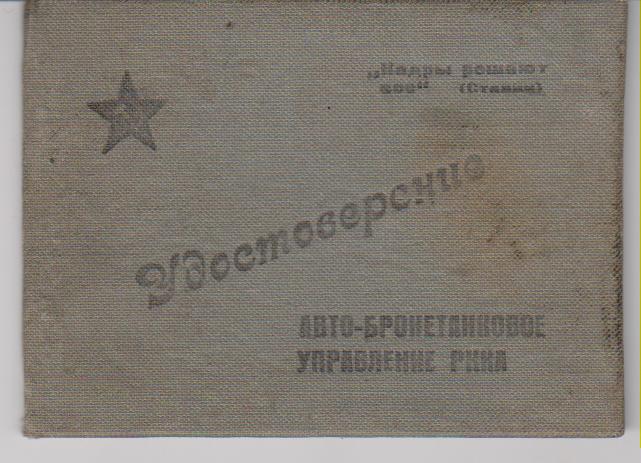 „Кадры решают
все“ (Сталин)
Удостоверение
АВТО-БРОНЕТАНКОВОЕ
УПРАВЛЕНИЕ РККА